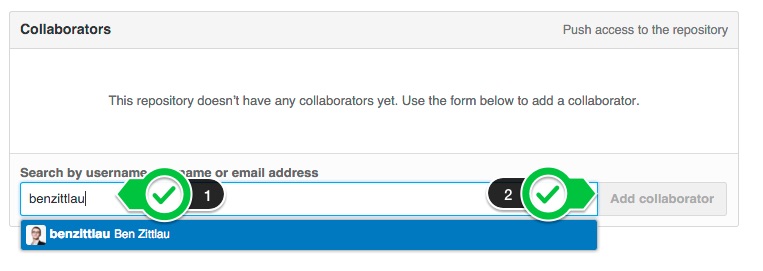 Collaborators
Push access to the repository
This repository doesn't have any collaborators yet. Use the form below to add a collaborator.
Search by username name or email address
benzittlau
1
2
Add collaborator
benzittlau Ben Zittlau